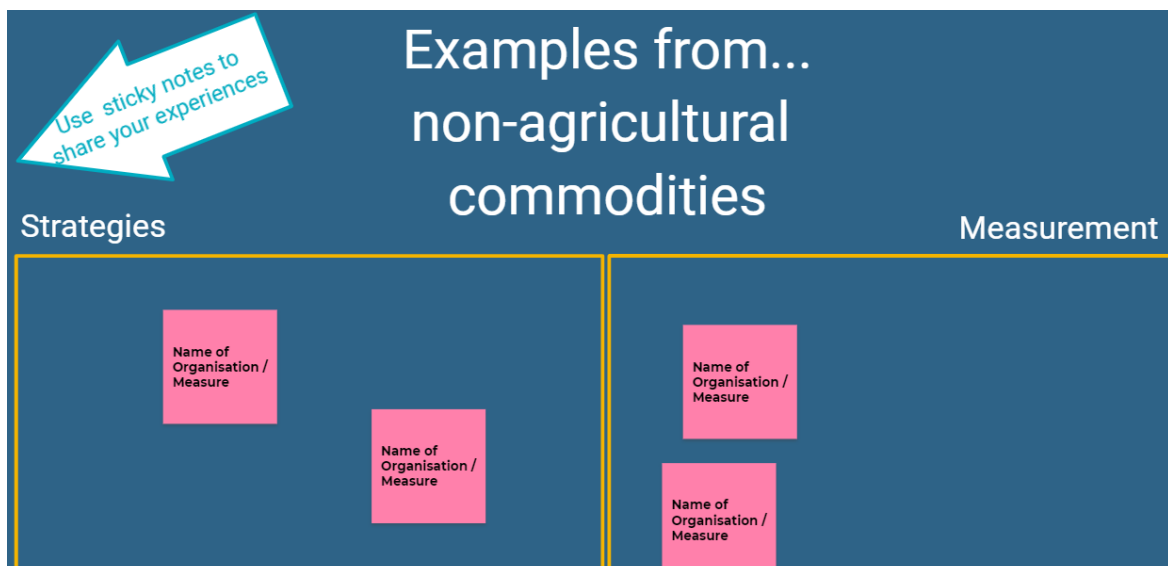 Use sticky notes to
share your experiences
Examples from...
non-agricultural
commodities
Strategies
Measurement
Name of
Organisation /
Measure
Name of
Organisation /
Measure
Name of
Organisation /
Measure
Name of
Organisation /
Measure